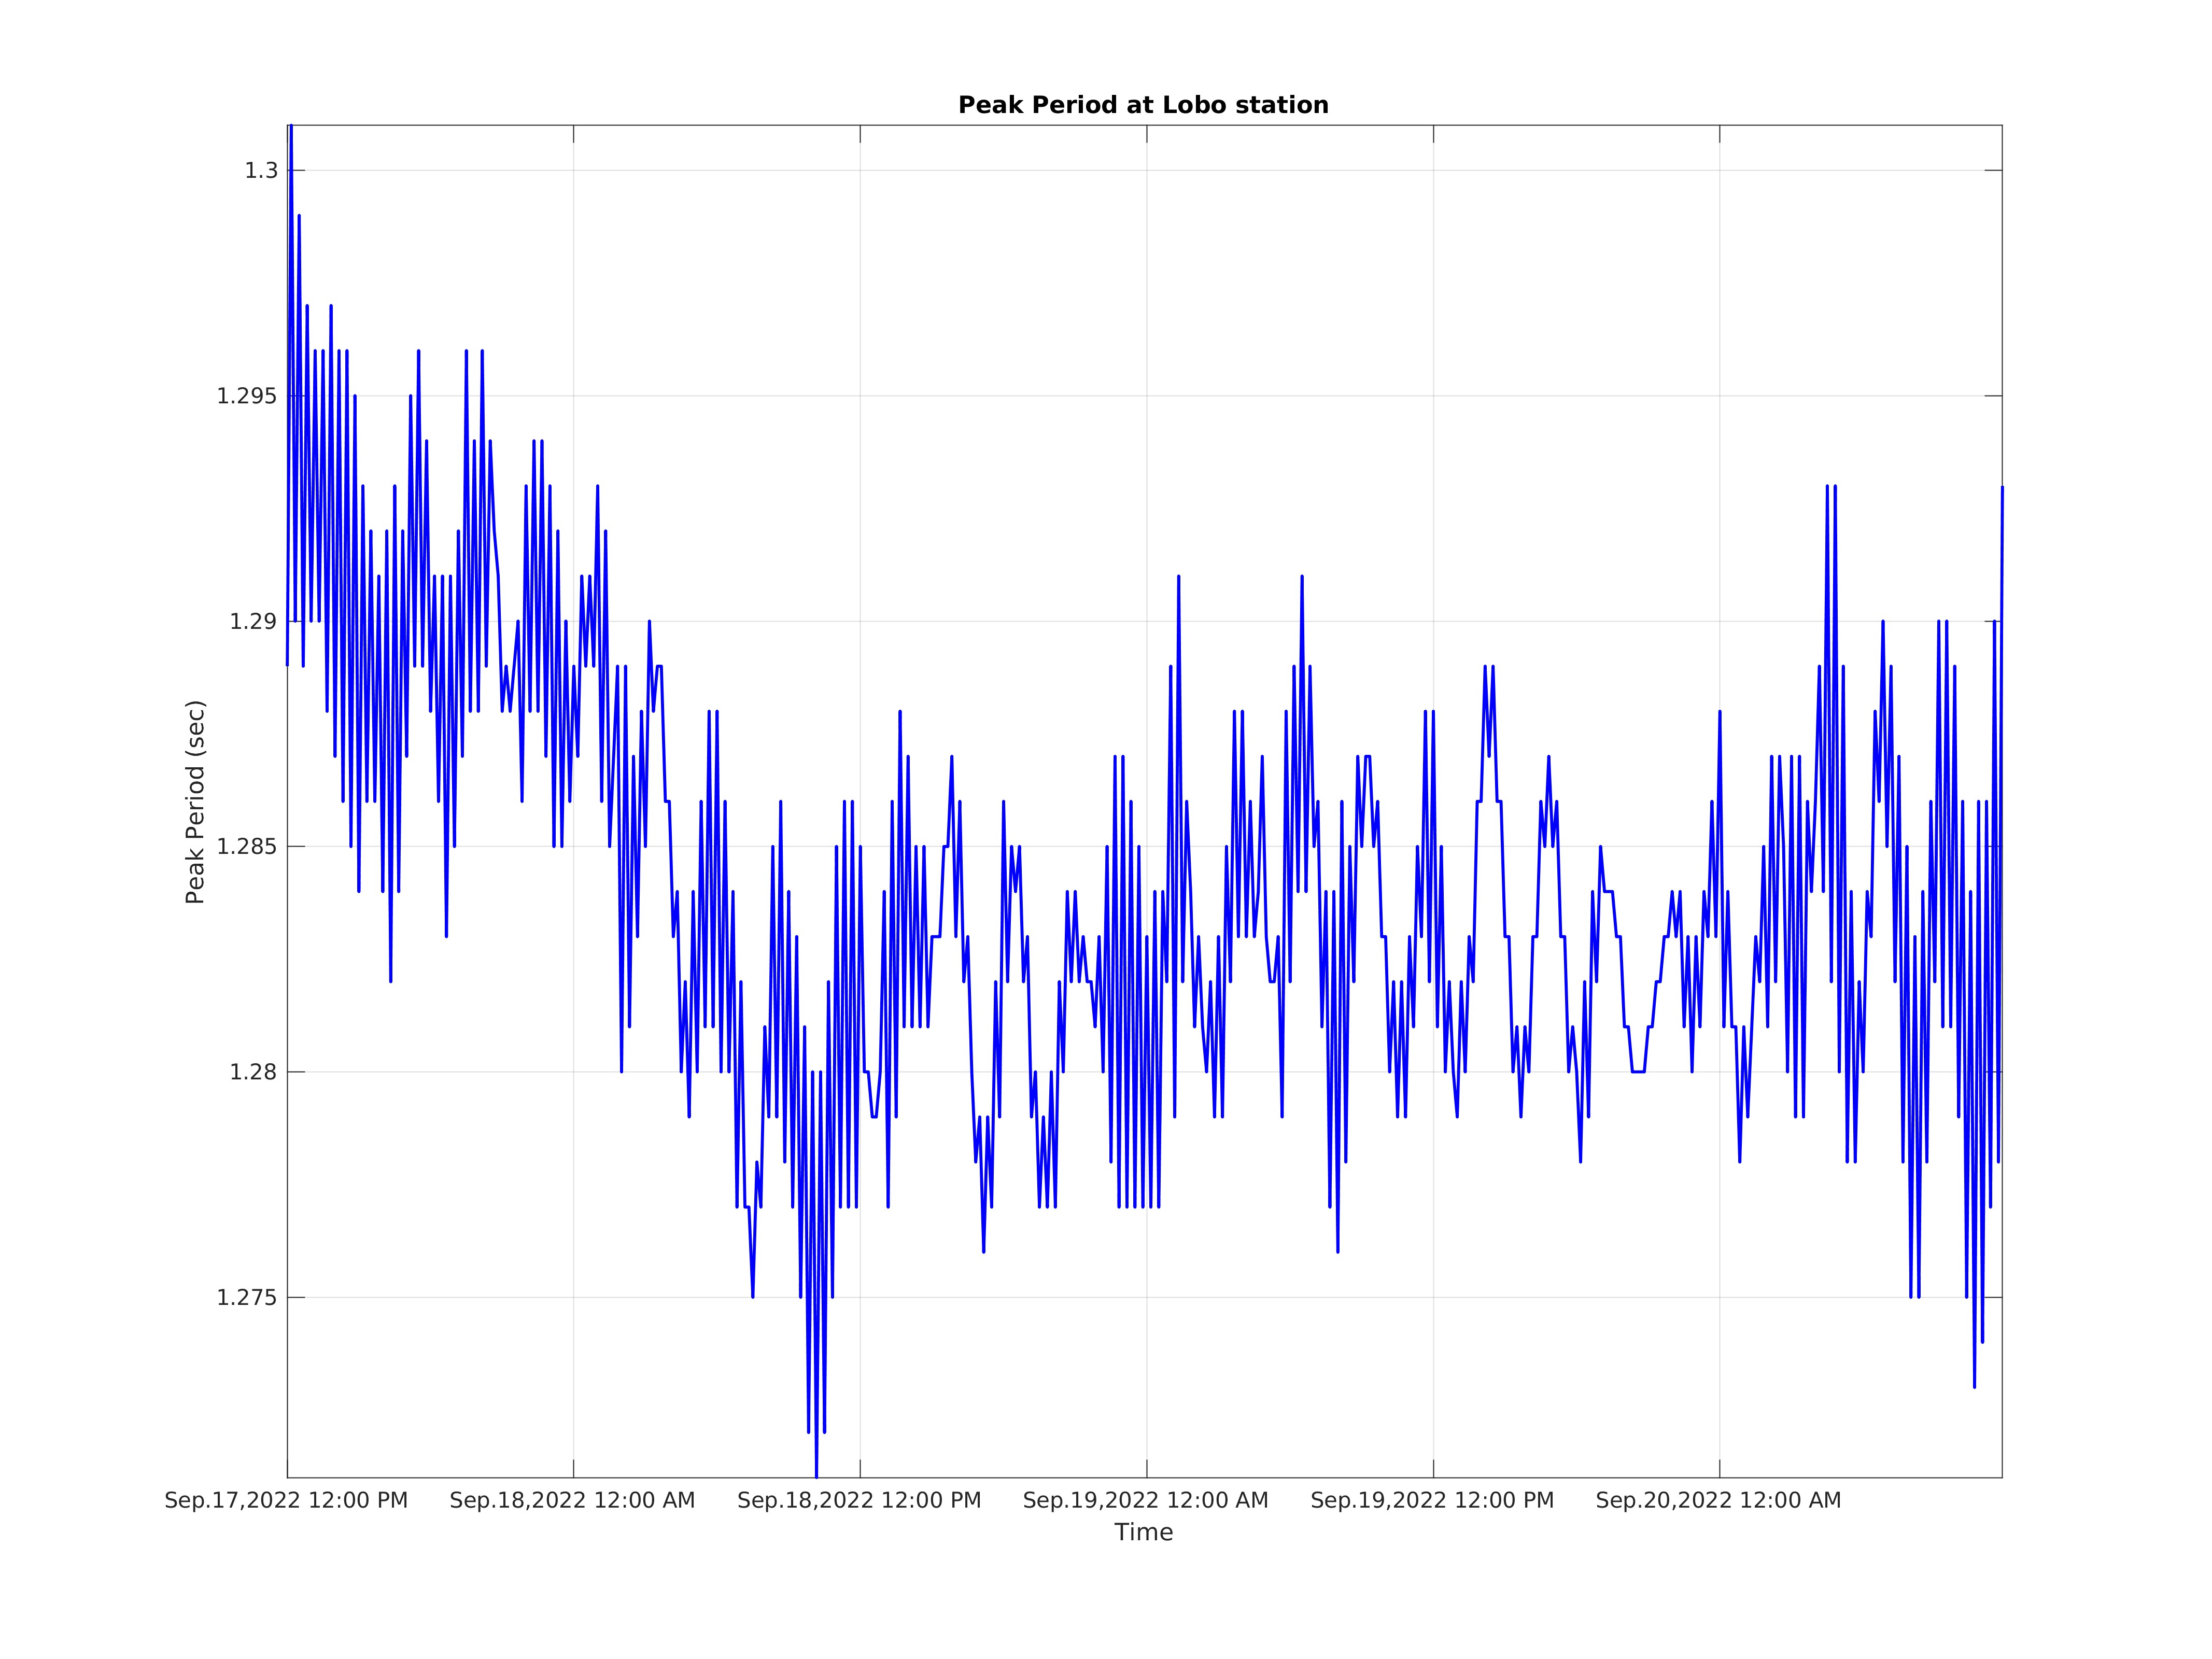 Peak Period at Lobo station
1.3
1.295
1.29
1.285
1.28
1.275
Peak Period (sec)
Sep.17,2022 12:00 PM
Sep.18,2022 12:00 AM
Sep.18,2022 12:00 PM
Sep.19,2022 12:00 AM
Sep.19,2022 12:00 PM
Sep.20,2022 12:00 AM
Time